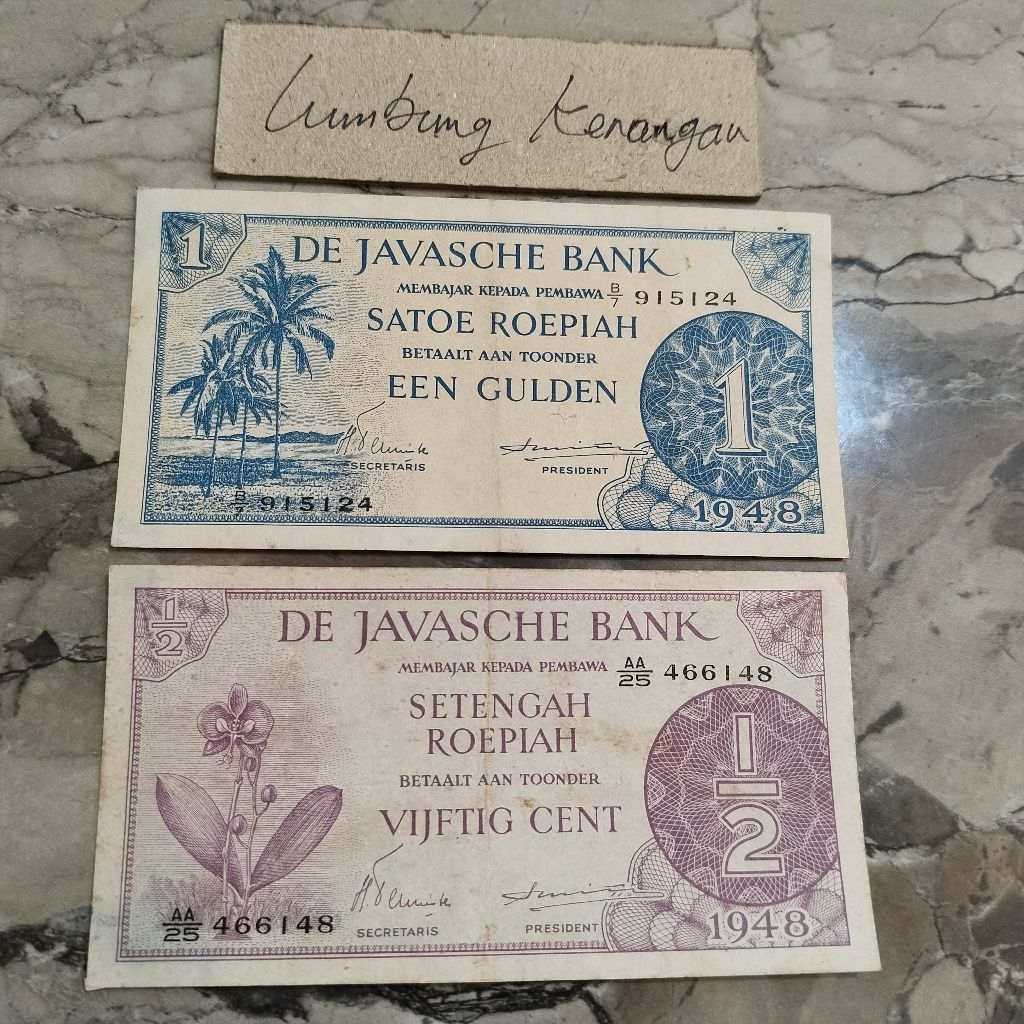 Lumbung Kenangan
1
DE JAVASCHE BANK
MEMBAJAR KEPADA PEMBAWA B/7 915124
SATOE ROEPIAH
BETAALT AAN TOONDER
EEN GULDEN
1
SECRETARIS PRESIDENT
B/7 915124 1948
1/2
DE JAVASCHE BANK
MEMBAJAR KEPADA PEMBAWA AA/25 466148
SETENGAH
ROEPIAH
1/2
BETAALT AAN TOONDER
VIJFTIG CENT
AA/25 466148 SECRETARIS PRESIDENT 1948